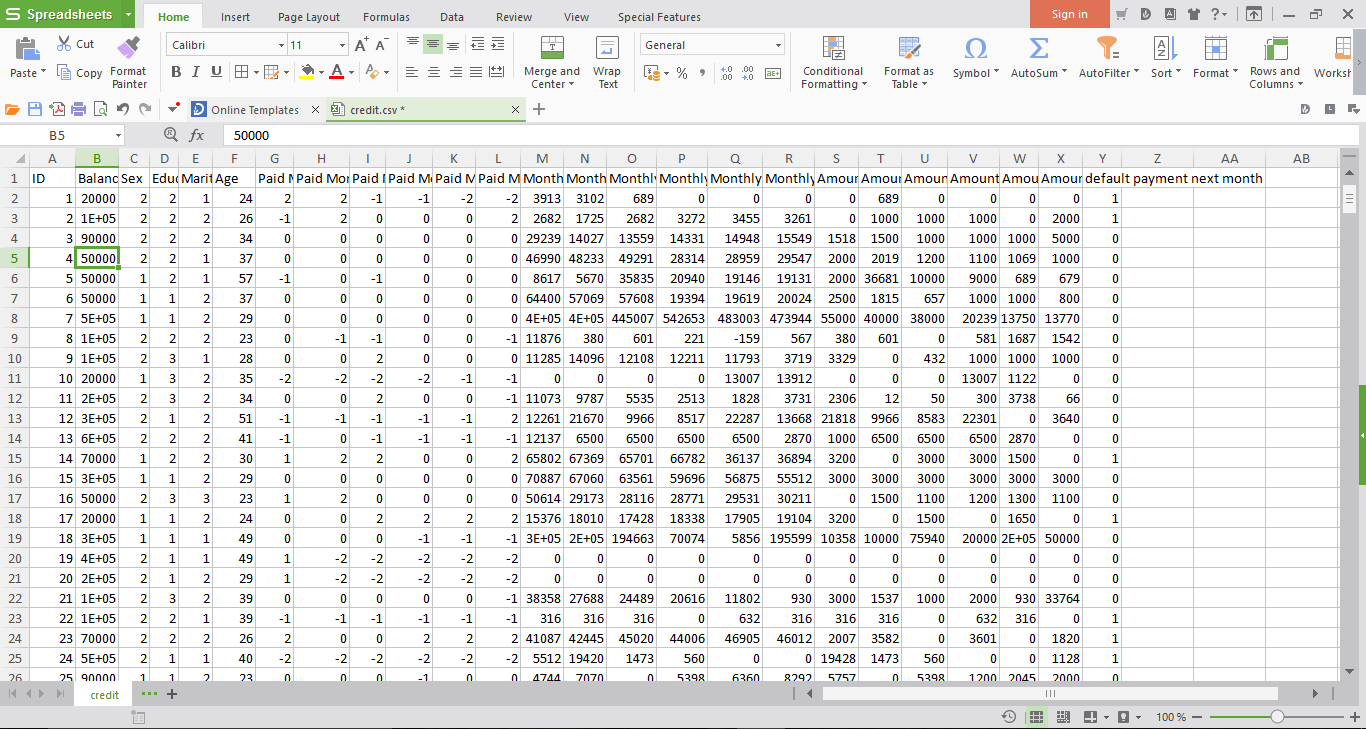 Spreadsheets Home Insert Page Layout Formulas Data Review View Special Features Sign in
Cut Calibri 11 General
Paste Copy Format Painter B I U Merge and Center Wrap Text Conditional Formatting Format as Table Symbol AutoSum AutoFilter Sort Format Rows and Columns Worksh
Online Templates credit.csv *
B5 fx 50000
A B C D E F G H I J K L M N O P Q R S T U V W X Y Z AA AB
1 ID Balanc Sex Educ Marit Age Paid M Paid Mor Paid Paid Mo Paid M Paid M Month Month Monthly Monthly Monthly Monthly Amour Amour Amoun Amount Amou Amour default payment next month
2 1 20000 2 2 1 24 2 2 -1 -1 -2 -2 3913 3102 689 0 0 0 0 689 0 0 0 0 1
3 2 1E+05 2 2 2 26 -1 2 0 0 0 2 2682 1725 2682 3272 3455 3261 0 1000 1000 1000 0 2000 1
4 3 90000 2 2 2 34 0 0 0 0 0 0 29239 14027 13559 14331 14948 15549 1518 1500 1000 1000 1000 5000 0
5 4 50000 2 2 1 37 0 0 0 0 0 0 46990 48233 49291 28314 28959 29547 2000 2019 1200 1100 1069 1000 0
6 5 50000 1 2 1 57 -1 0 -1 0 0 0 8617 5670 35835 20940 19146 19131 2000 36681 10000 9000 689 679 0
7 6 50000 1 1 2 37 0 0 0 0 0 0 64400 57069 57608 19394 19619 20024 2500 1815 657 1000 1000 800 0
8 7 5E+05 1 1 2 29 0 0 0 0 0 0 4E+05 4E+05 445007 542653 483003 473944 55000 40000 38000 20239 13750 13770 0
9 8 1E+05 2 2 2 23 0 -1 -1 0 0 -1 11876 380 601 221 -159 567 380 601 0 581 1687 1542 0
10 9 1E+05 2 3 1 28 0 0 2 0 0 0 11285 14096 12108 12211 11793 3719 3329 0 432 1000 1000 1000 0
11 10 20000 1 3 2 35 -2 -2 -2 -2 -1 -1 0 0 0 0 13007 13912 0 0 0 13007 1122 0 0
12 11 2E+05 2 3 2 34 0 0 2 0 0 -1 11073 9787 5535 2513 1828 3731 2306 12 50 300 3738 66 0
13 12 3E+05 2 1 2 51 -1 -1 -1 -1 -1 2 12261 21670 9966 8517 22287 13668 21818 9966 8583 22301 0 3640 0
14 13 6E+05 2 2 2 41 -1 0 -1 -1 -1 -1 12137 6500 6500 6500 6500 2870 1000 6500 6500 6500 2870 0 0
15 14 70000 1 2 2 30 1 2 2 0 0 2 65802 67369 65701 66782 36137 36894 3200 0 3000 3000 1500 0 1
16 15 3E+05 1 1 2 29 0 0 0 0 0 0 70887 67060 63561 59696 56875 55512 3000 3000 3000 3000 3000 3000 0
17 16 50000 2 3 3 23 1 2 0 0 0 0 50614 29173 28116 28771 29531 30211 0 1500 1100 1200 1300 1100 0
18 17 20000 1 1 2 24 0 0 2 2 2 2 15376 18010 17428 18338 17905 19104 3200 0 1500 0 1650 0 1
19 18 3E+05 1 1 1 49 0 0 0 -1 -1 -1 3E+05 2E+05 194663 70074 5856 195599 10358 10000 75940 20000 2E+05 50000 0
20 19 4E+05 2 1 1 49 1 -2 -2 -2 -2 -2 0 0 0 0 0 0 0 0 0 0 0 0 0
21 20 2E+05 2 1 2 29 1 -2 -2 -2 -2 -2 0 0 0 0 0 0 0 0 0 0 0 0 0
22 21 1E+05 2 3 2 39 0 0 0 0 0 -1 38358 27688 24489 20616 11802 930 3000 1537 1000 2000 930 33764 0
23 22 1E+05 2 2 1 39 -1 -1 -1 -1 -1 -1 316 316 316 0 632 316 316 316 0 632 316 0 1
24 23 70000 2 2 2 26 2 0 0 2 2 2 41087 42445 45020 44006 46905 46012 2007 3582 0 3601 0 1820 1
25 24 5E+05 2 1 1 40 -2 -2 -2 -2 -2 -2 5512 19420 1473 560 0 0 19428 1473 560 0 0 1128 1
26 25 90000 1 1 2 23 0 0 0 -1 0 0 4744 7070 0 5398 6360 8292 5757 0 5398 1200 2045 2000 0
credit
100 %